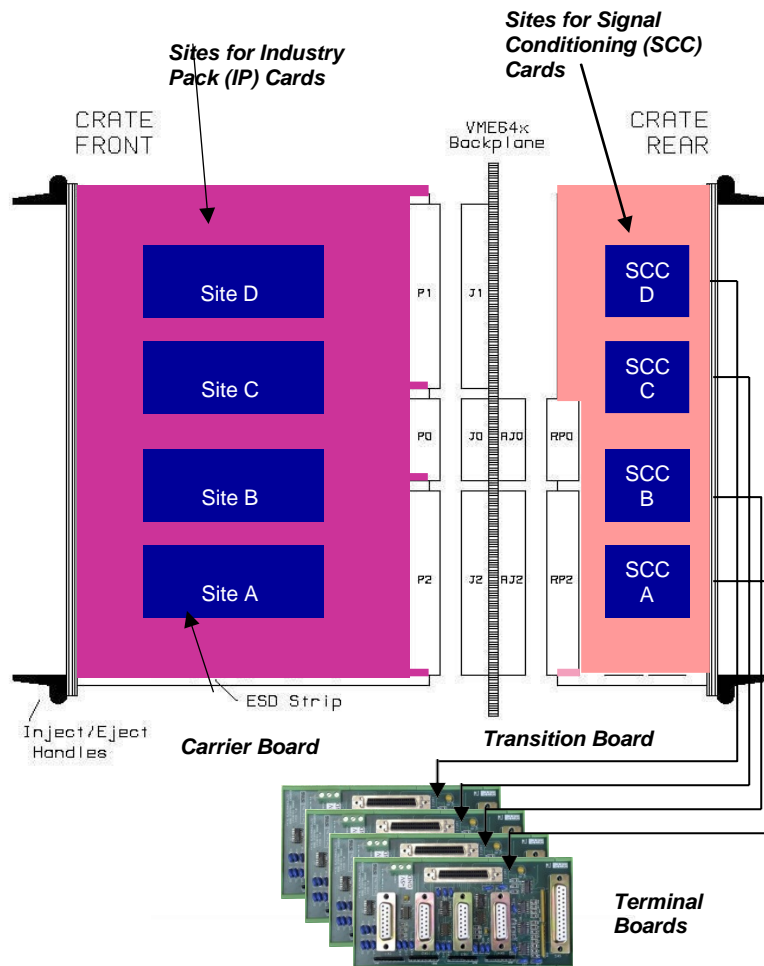 Sites for Industry
Pack (IP) Cards
Sites for Signal
Conditioning (SCC)
Cards
CRATE
FRONT
VME64x
Backplane
CRATE
REAR
Site D
Site C
Site B
Site A
P1
J1
P0
J0
RJ0
RP0
P2
J2
RJ2
RP2
SCC
D
SCC
C
SCC
B
SCC
A
ESD Strip
Inject/Eject
Handles
Carrier Board
Transition Board
Terminal
Boards